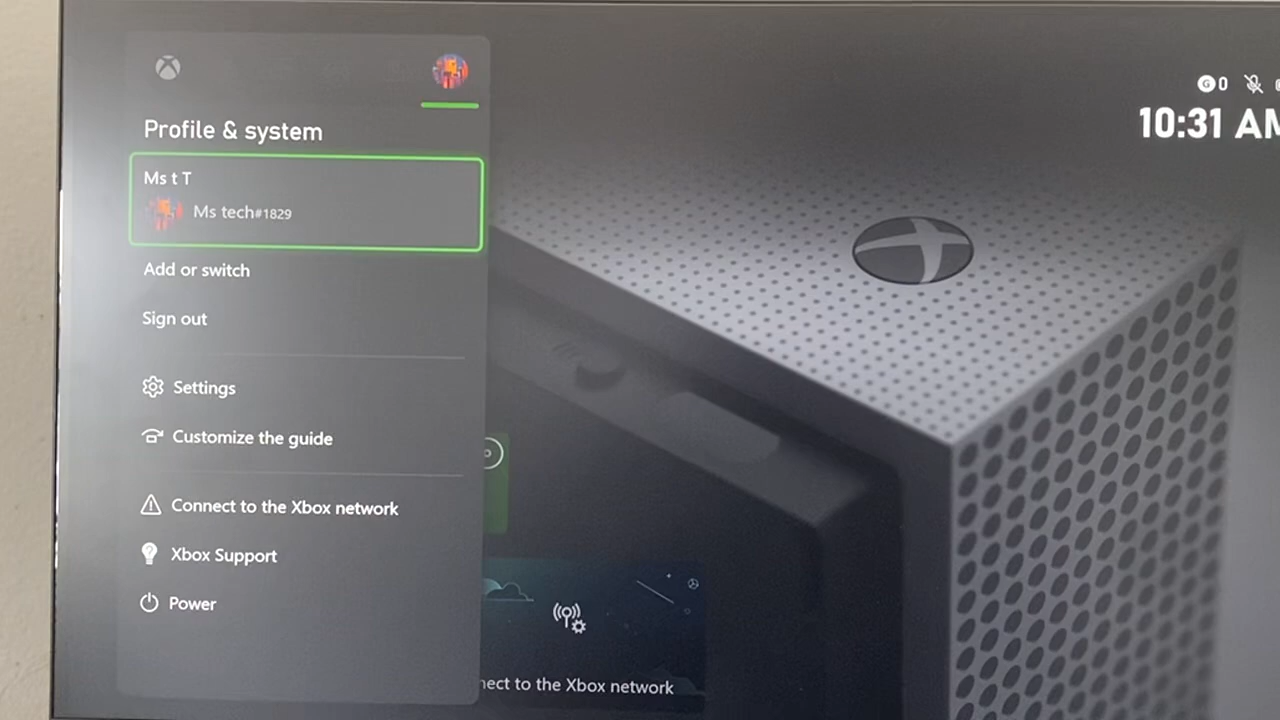 G 0
10:31 AM
Profile & system
Ms t T
Ms tech#1829
Add or switch
Sign out
Settings
Customize the guide
Connect to the Xbox network
Xbox Support
Power
nect to the Xbox network